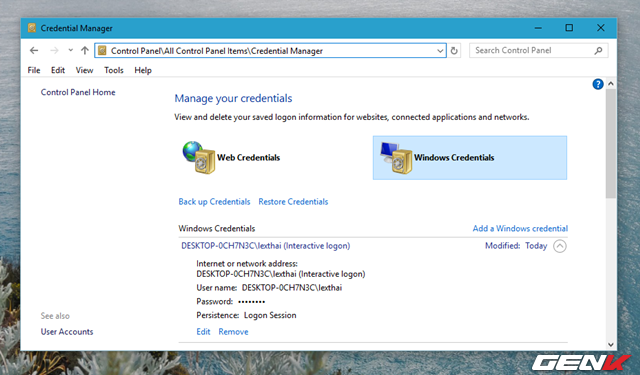 Credential Manager
Control Panel\All Control Panel Items\Credential Manager
Search Control Panel
File Edit View Tools Help
Control Panel Home
Manage your credentials
View and delete your saved logon information for websites, connected applications and networks.
Web Credentials
Windows Credentials
Back up Credentials Restore Credentials
Windows Credentials Add a Windows credential
DESKTOP-0CH7N3C\lexthai (Interactive logon) Modified: Today
Internet or network address:
DESKTOP-0CH7N3C\lexthai (Interactive logon)
User name: DESKTOP-0CH7N3C\lexthai
Password: ••••••••
Persistence: Logon Session
Edit Remove
See also
User Accounts
GENK